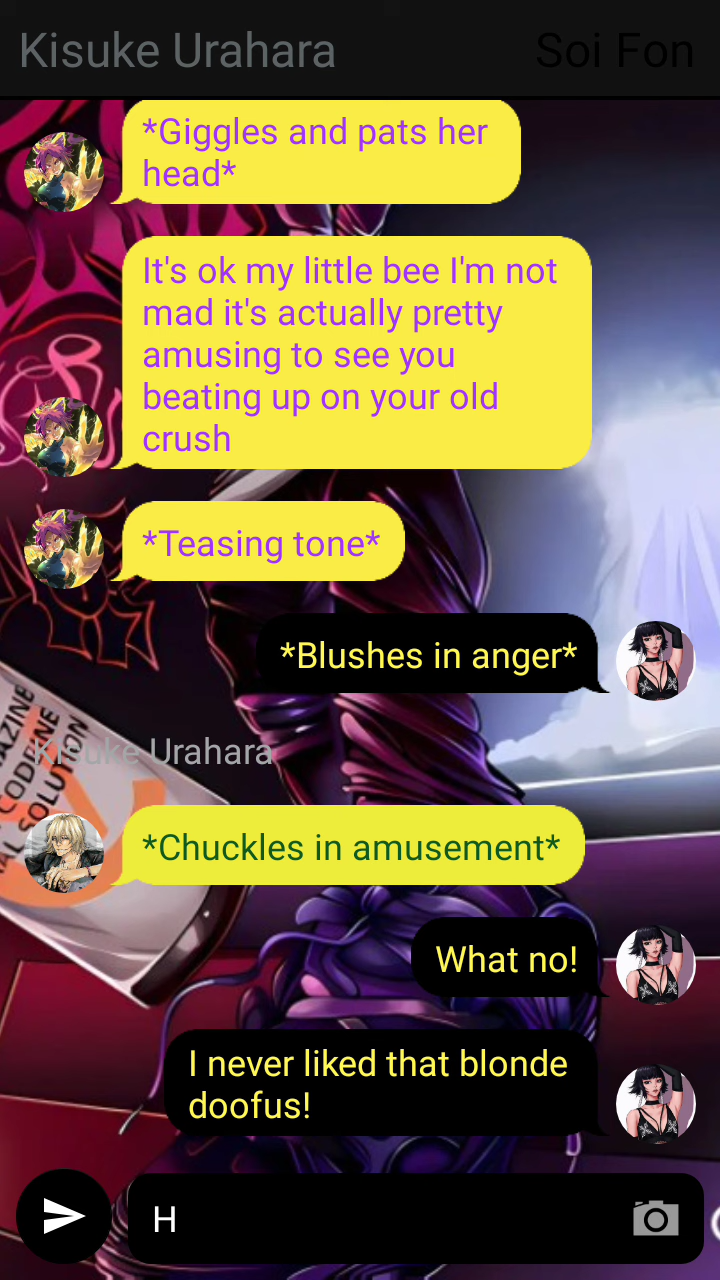 Kisuke Urahara
Soi Fon
*Giggles and pats her
head*
It's ok my little bee I'm not
mad it's actually pretty
amusing to see you
beating up on your old
crush
*Teasing tone*
*Blushes in anger*
Kisuke Urahara
*Chuckles in amusement*
What no!
I never liked that blonde
doofus!
H